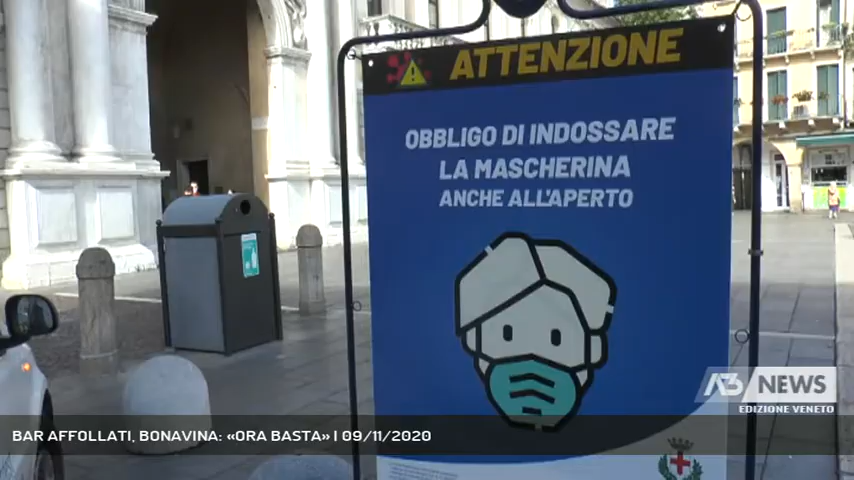 ATTENZIONE
OBBLIGO DI INDOSSARE
LA MASCHERINA
ANCHE ALL'APERTO
A3 NEWS
EDIZIONE VENETO
BAR AFFOLLATI, BONAVINA: «ORA BASTA» | 09/11/2020